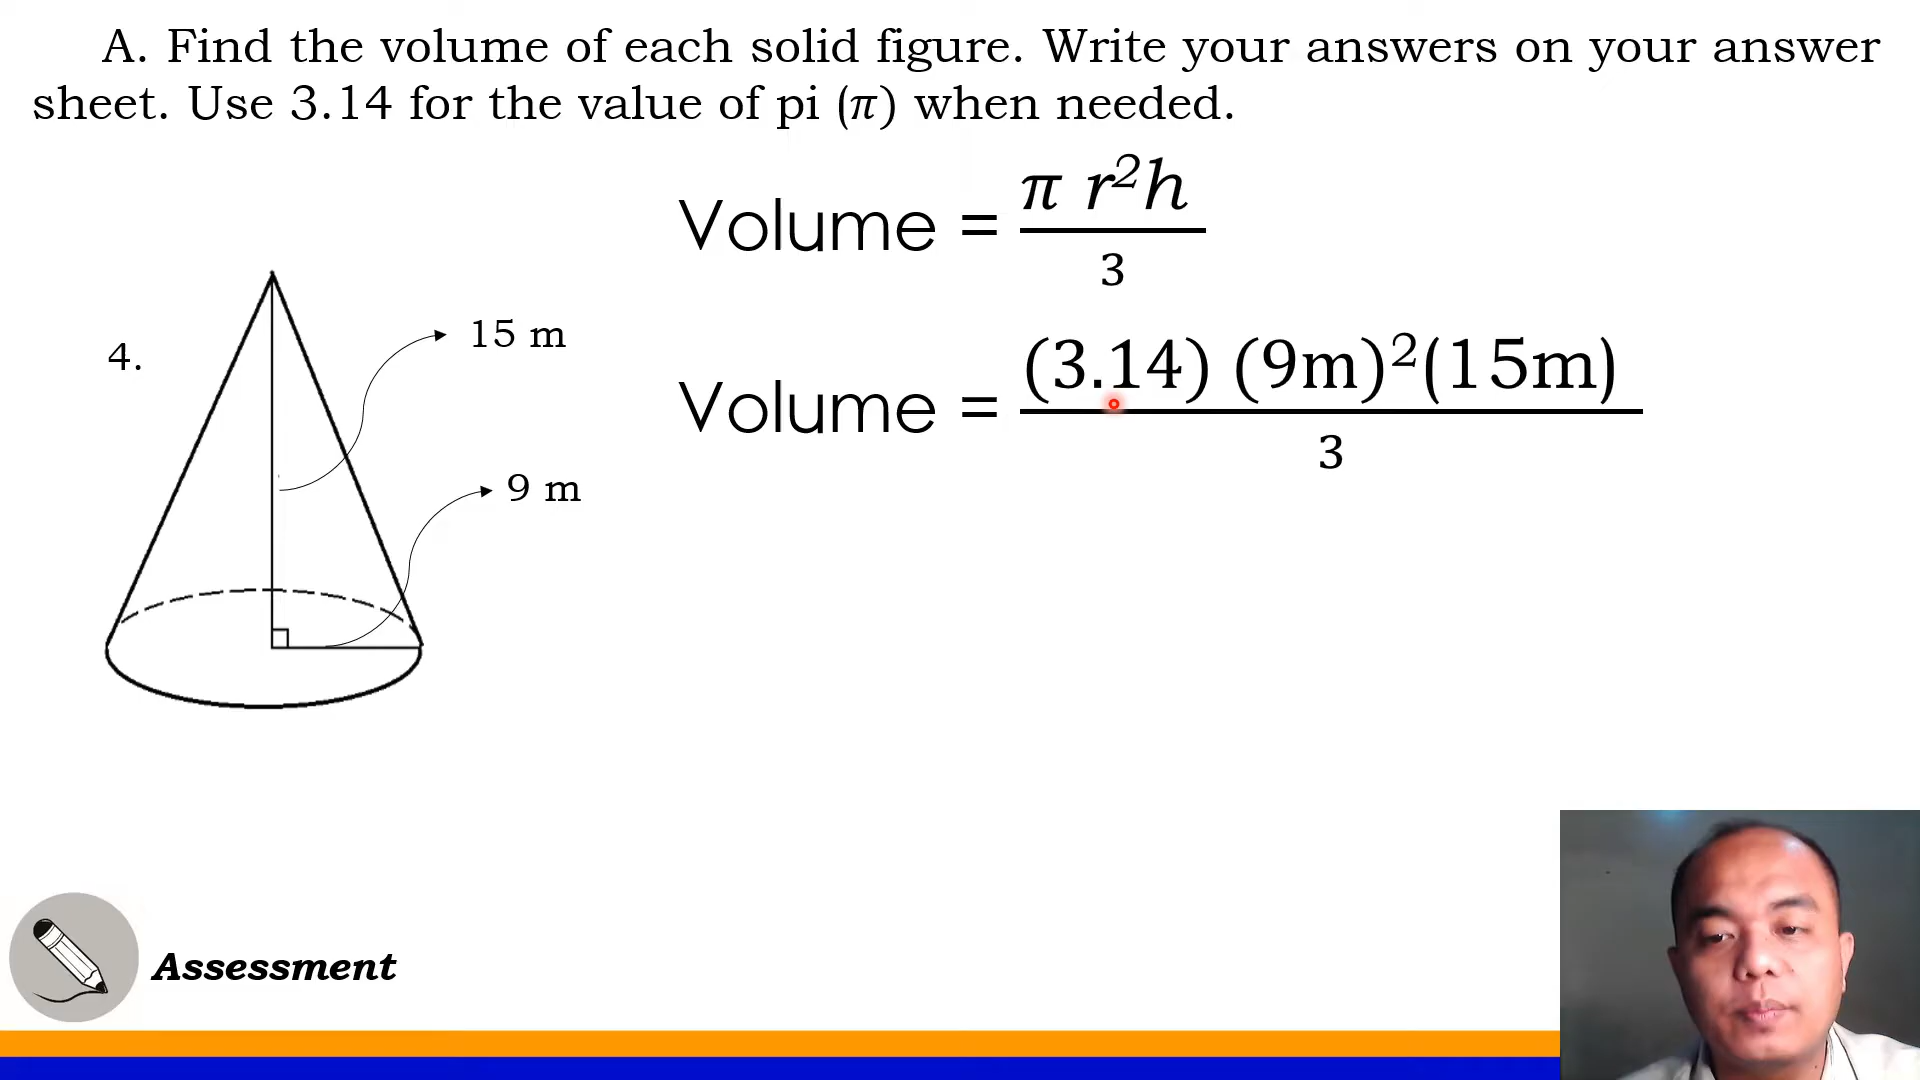 A. Find the volume of each solid figure. Write your answers on your answer
sheet. Use 3.14 for the value of pi (π) when needed.
Volume = π r²h / 3
4.
15 m
Volume = (3.14) (9m)²(15m) / 3
9 m
Assessment